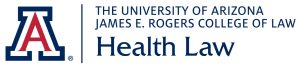 A
THE UNIVERSITY OF ARIZONA
JAMES E. ROGERS COLLEGE OF LAW
Health Law